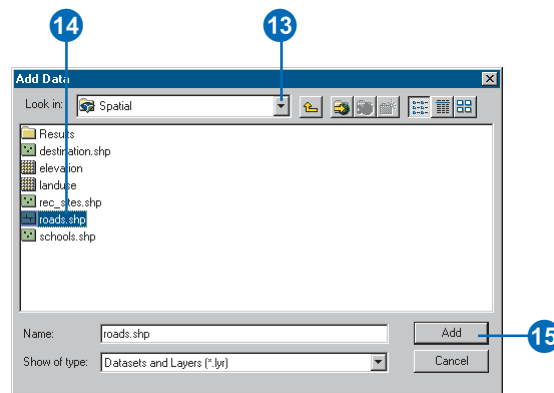 14
13
Add Data
Look in: Spatial
Results
destination.shp
elevation
landuse
rec_sites.shp
roads.shp
schools.shp
Name: roads.shp Add
15
Show of type: Datasets and Layers (*.lyr) Cancel